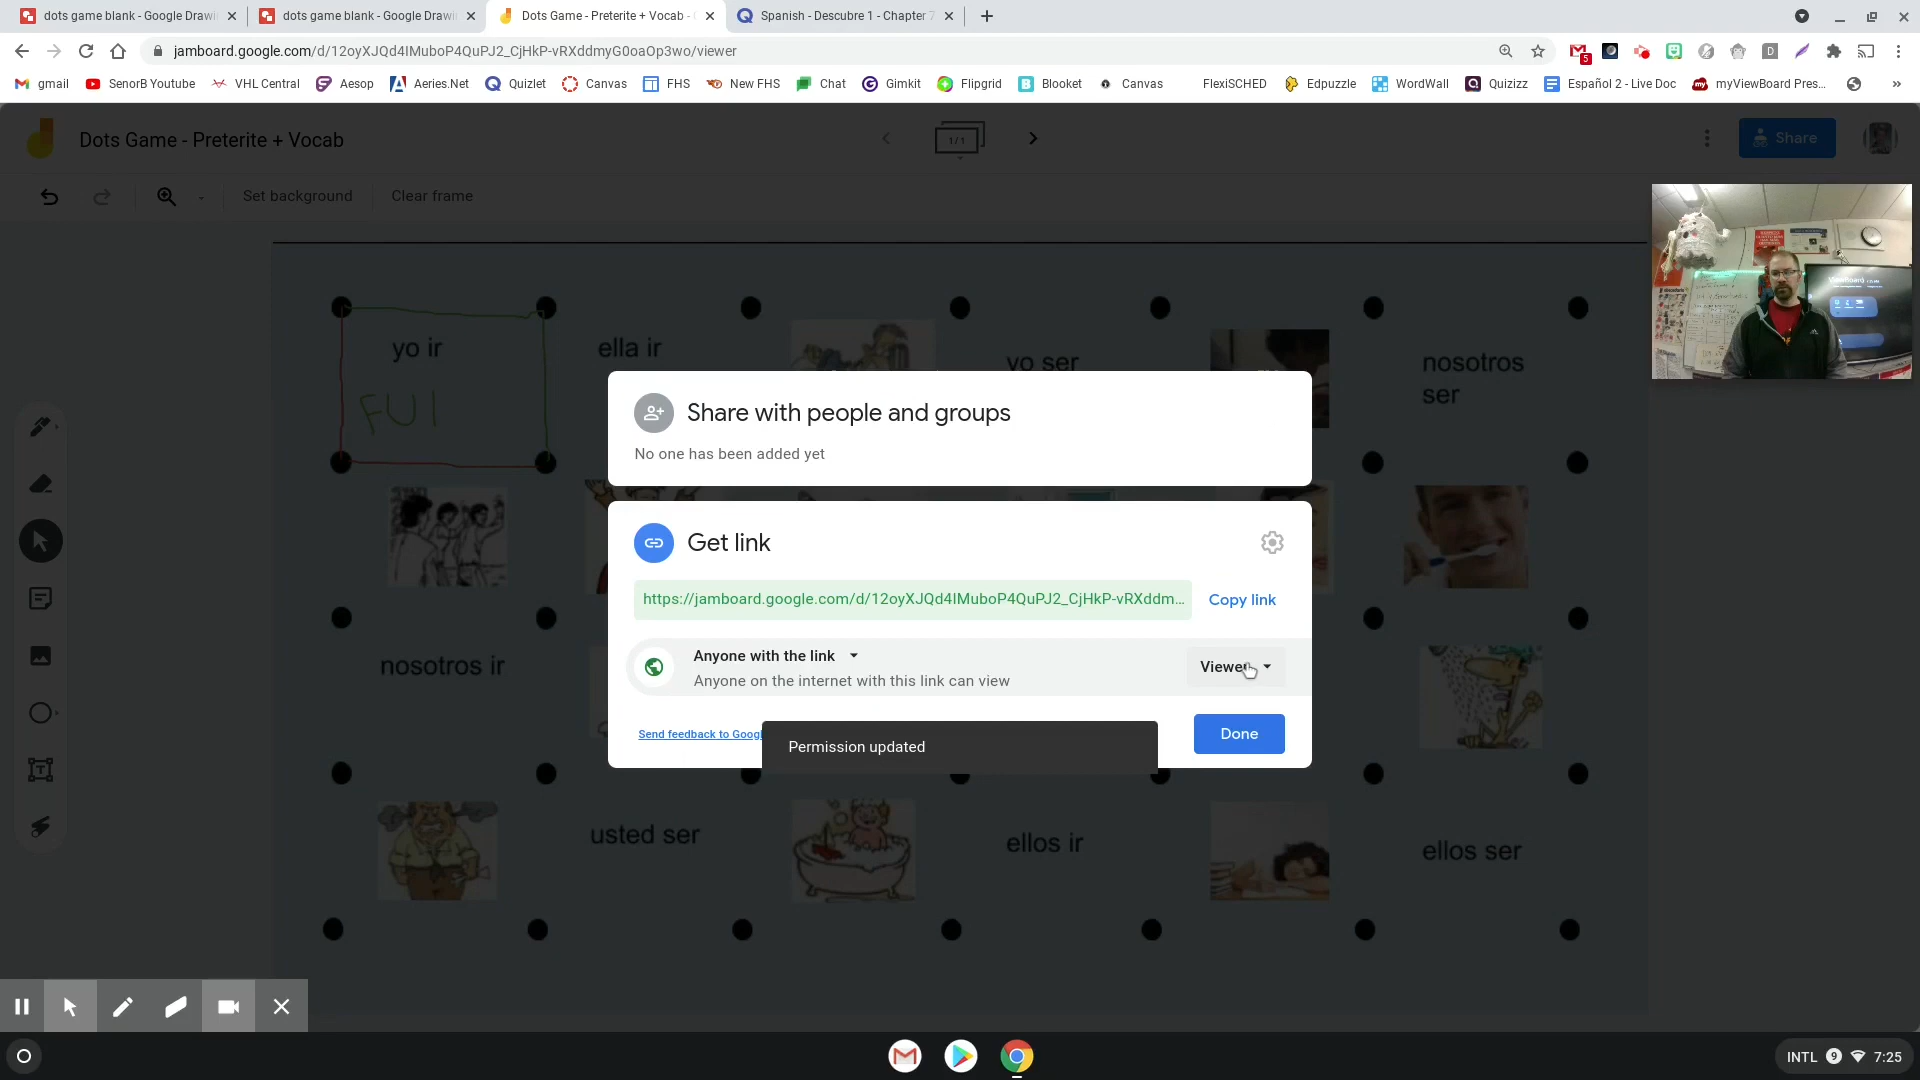 dots game blank - Google Drawi
dots game blank - Google Drawi
Dots Game - Preterite + Vocab -
Spanish - Descubre 1 - Chapter 7
jamboard.google.com/d/12oyXJQd4IMuboP4QuPJ2_CjHkP-vRXddmyG0oaOp3wo/viewer
5
D
gmail
SenorB Youtube
VHL Central
Aesop
Aeries.Net
Quizlet
Canvas
FHS
New FHS
Chat
Gimkit
Flipgrid
Blooket
Canvas
FlexiSCHED
Edpuzzle
WordWall
Quizizz
Español 2 - Live Doc
myViewBoard Pres...
Dots Game - Preterite + Vocab
1/1
Share
Set background
Clear frame
yo ir
ella ir
yo ser
nosotros
ser
FUI
Share with people and groups
No one has been added yet
Get link
https://jamboard.google.com/d/12oyXJQd4IMuboP4QuPJ2_CjHkP-vRXddm...
Copy link
Anyone with the link
Anyone on the internet with this link can view
Viewer
nosotros ir
Send feedback to Googl
Permission updated
Done
usted ser
ellos ir
ellos ser
INTL
9
7:25